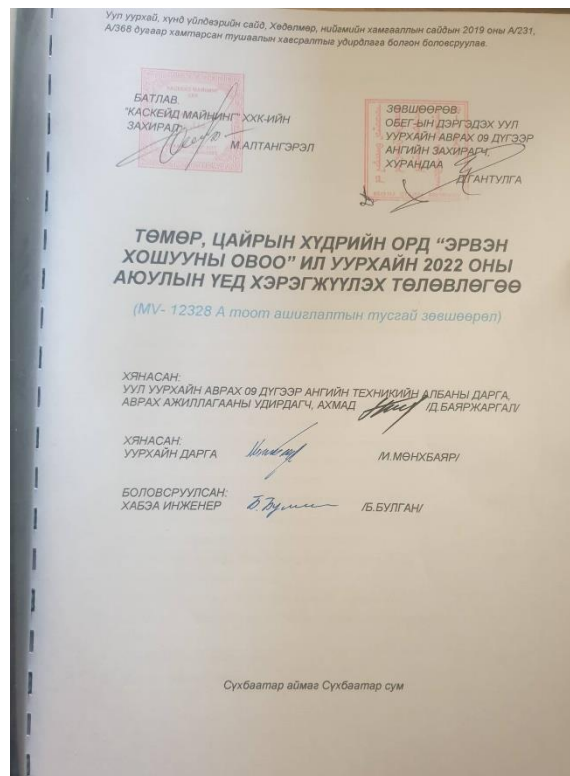 Уул уурхай, хүнд үйлдвэрийн сайд, Хөдөлмөр, нийгмийн хамгааллын сайдын 2019 оны А/231,
А/368 дугаар хамтарсан тушаалын хавсралтыг удирдлага болгон боловсруулав.
БАТЛАВ.
"КАСКЕЙД МАЙНИНГ" ХХК-ИЙН
ЗАХИРАЛ
М.АЛТАНГЭРЭЛ
ЗӨВШӨӨРӨВ:
ОБЕГ-ЫН ДЭРГЭДЭХ УУЛ
УУРХАЙН АВРАХ 09 ДҮГЭЭР
АНГИЙН ЗАХИРАГЧ,
ХУРАНДАА
Д.ГАНТУЛГА
ТӨМӨР, ЦАЙРЫН ХҮДРИЙН ОРД "ЭРВЭН
ХОШУУНЫ ОВОО" ИЛ УУРХАЙН 2022 ОНЫ
АЮУЛЫН ҮЕД ХЭРЭГЖҮҮЛЭХ ТӨЛӨВЛӨГӨӨ
(MV- 12328 А тоот ашиглалтын тусгай зөвшөөрөл)
ХЯНАСАН:
УУЛ УУРХАЙН АВРАХ 09 ДҮГЭЭР АНГИЙН ТЕХНИКИЙН АЛБАНЫ ДАРГА,
АВРАХ АЖИЛЛАГААНЫ УДИРДАГЧ, АХМАД /Д.БАЯРЖАРГАЛ/
ХЯНАСАН:
УУРХАЙН ДАРГА /М.МӨНХБАЯР/
БОЛОВСРУУЛСАН:
ХАБЭА ИНЖЕНЕР /Б.БУЛГАН/
Сүхбаатар аймаг Сүхбаатар сум